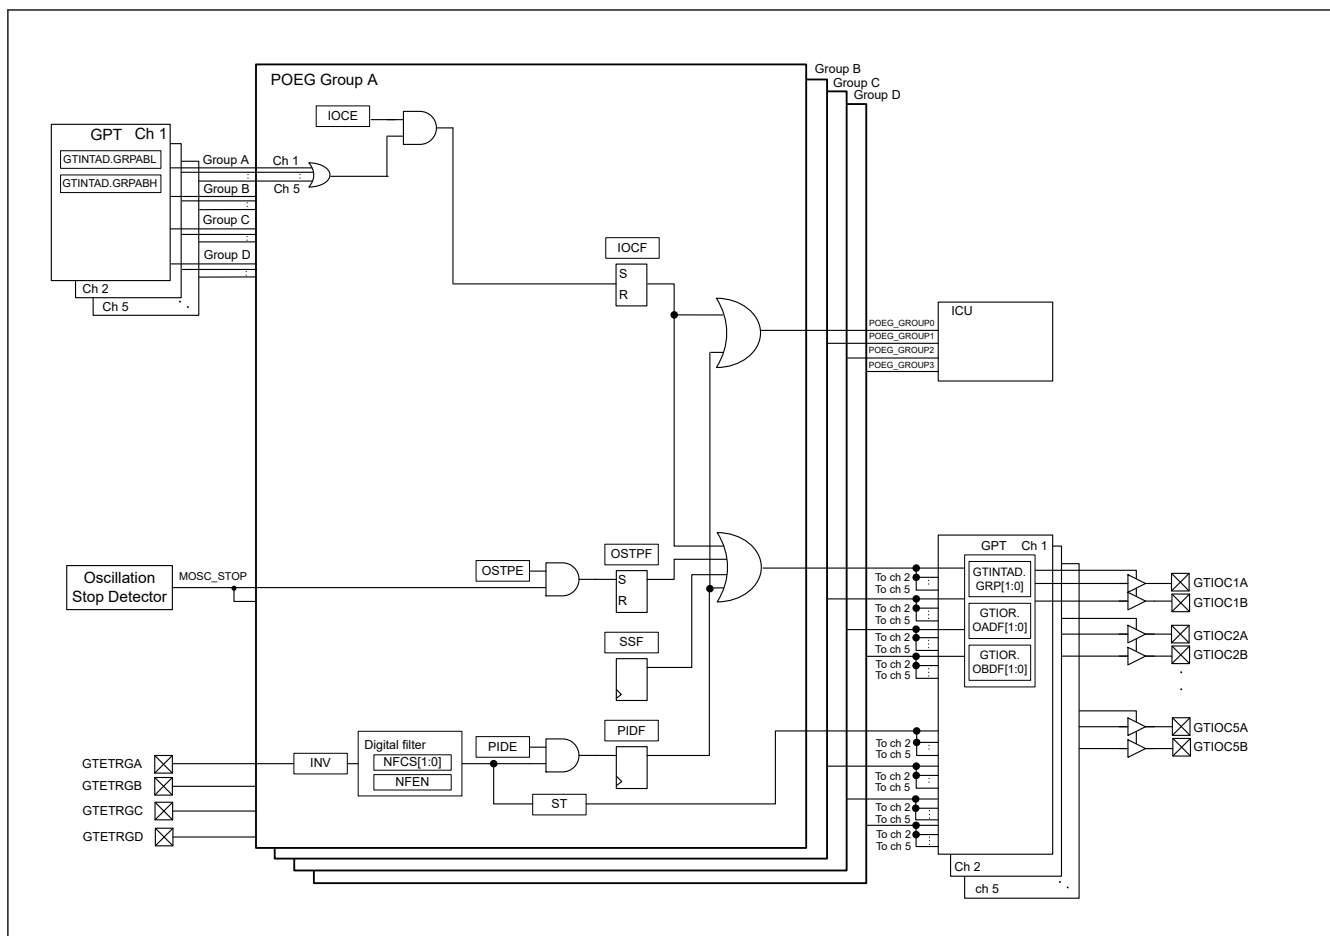 POEG Group A
Group B
Group C
Group D
IOCE
GPT Ch 1
GTINTAD.GRPABL
GTINTAD.GRPABH
Group A
Ch 1
Group B
Ch 5
Group C
Group D
Ch 2
Ch 5
IOCF
S
R
ICU
POEG_GROUP0
POEG_GROUP1
POEG_GROUP2
POEG_GROUP3
Oscillation
Stop Detector
MOSC_STOP
OSTPE
OSTPF
S
R
SSF
PIDF
GPT Ch 1
GTINTAD.
GRP[1:0]
GTIOR.
OADF[1:0]
GTIOR.
OBDF[1:0]
To ch 2
To ch 5
To ch 2
To ch 5
To ch 2
To ch 5
To ch 2
To ch 5
GTIOC1A
GTIOC1B
GTIOC2A
GTIOC2B
GTIOC5A
GTIOC5B
To ch 2
To ch 5
To ch 2
To ch 5
To ch 2
To ch 5
To ch 2
To ch 5
Ch 2
ch 5
GTETRGA
GTETRGB
GTETRGC
GTETRGD
INV
Digital filter
NFCS[1:0]
NFEN
PIDE
ST